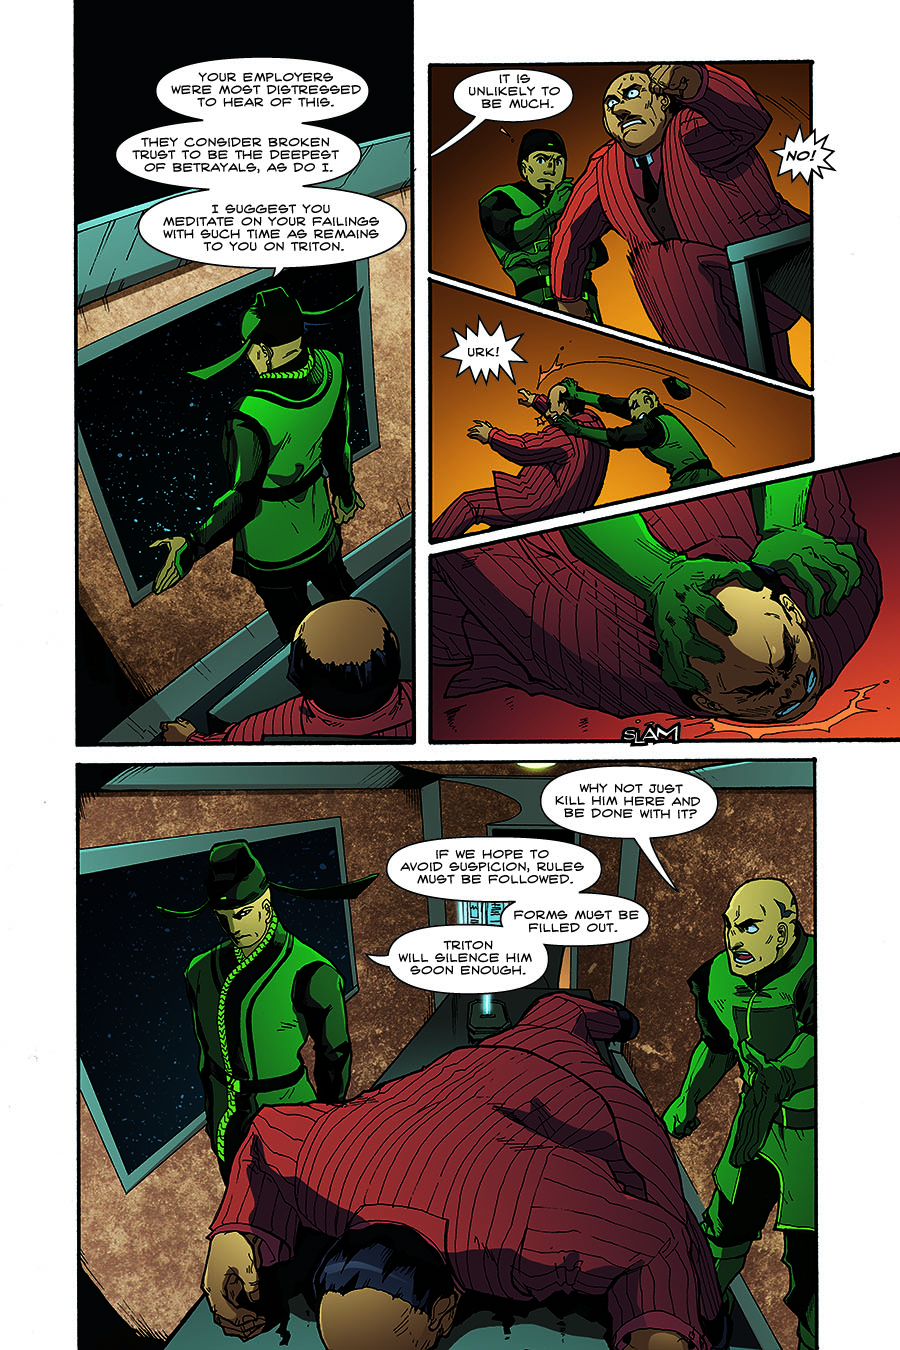 YOUR EMPLOYERS
WERE MOST DISTRESSED
TO HEAR OF THIS.
THEY CONSIDER BROKEN
TRUST TO BE THE DEEPEST
OF BETRAYALS, AS DO I.
I SUGGEST YOU
MEDITATE ON YOUR FAILINGS
WITH SUCH TIME AS REMAINS
TO YOU ON TRITON.
IT IS
UNLIKELY TO
BE MUCH.
NO!
URK!
SLAM
WHY NOT JUST
KILL HIM HERE AND
BE DONE WITH IT?
IF WE HOPE TO
AVOID SUSPICION, RULES
MUST BE FOLLOWED.
FORMS MUST BE
FILLED OUT.
TRITON
WILL SILENCE HIM
SOON ENOUGH.